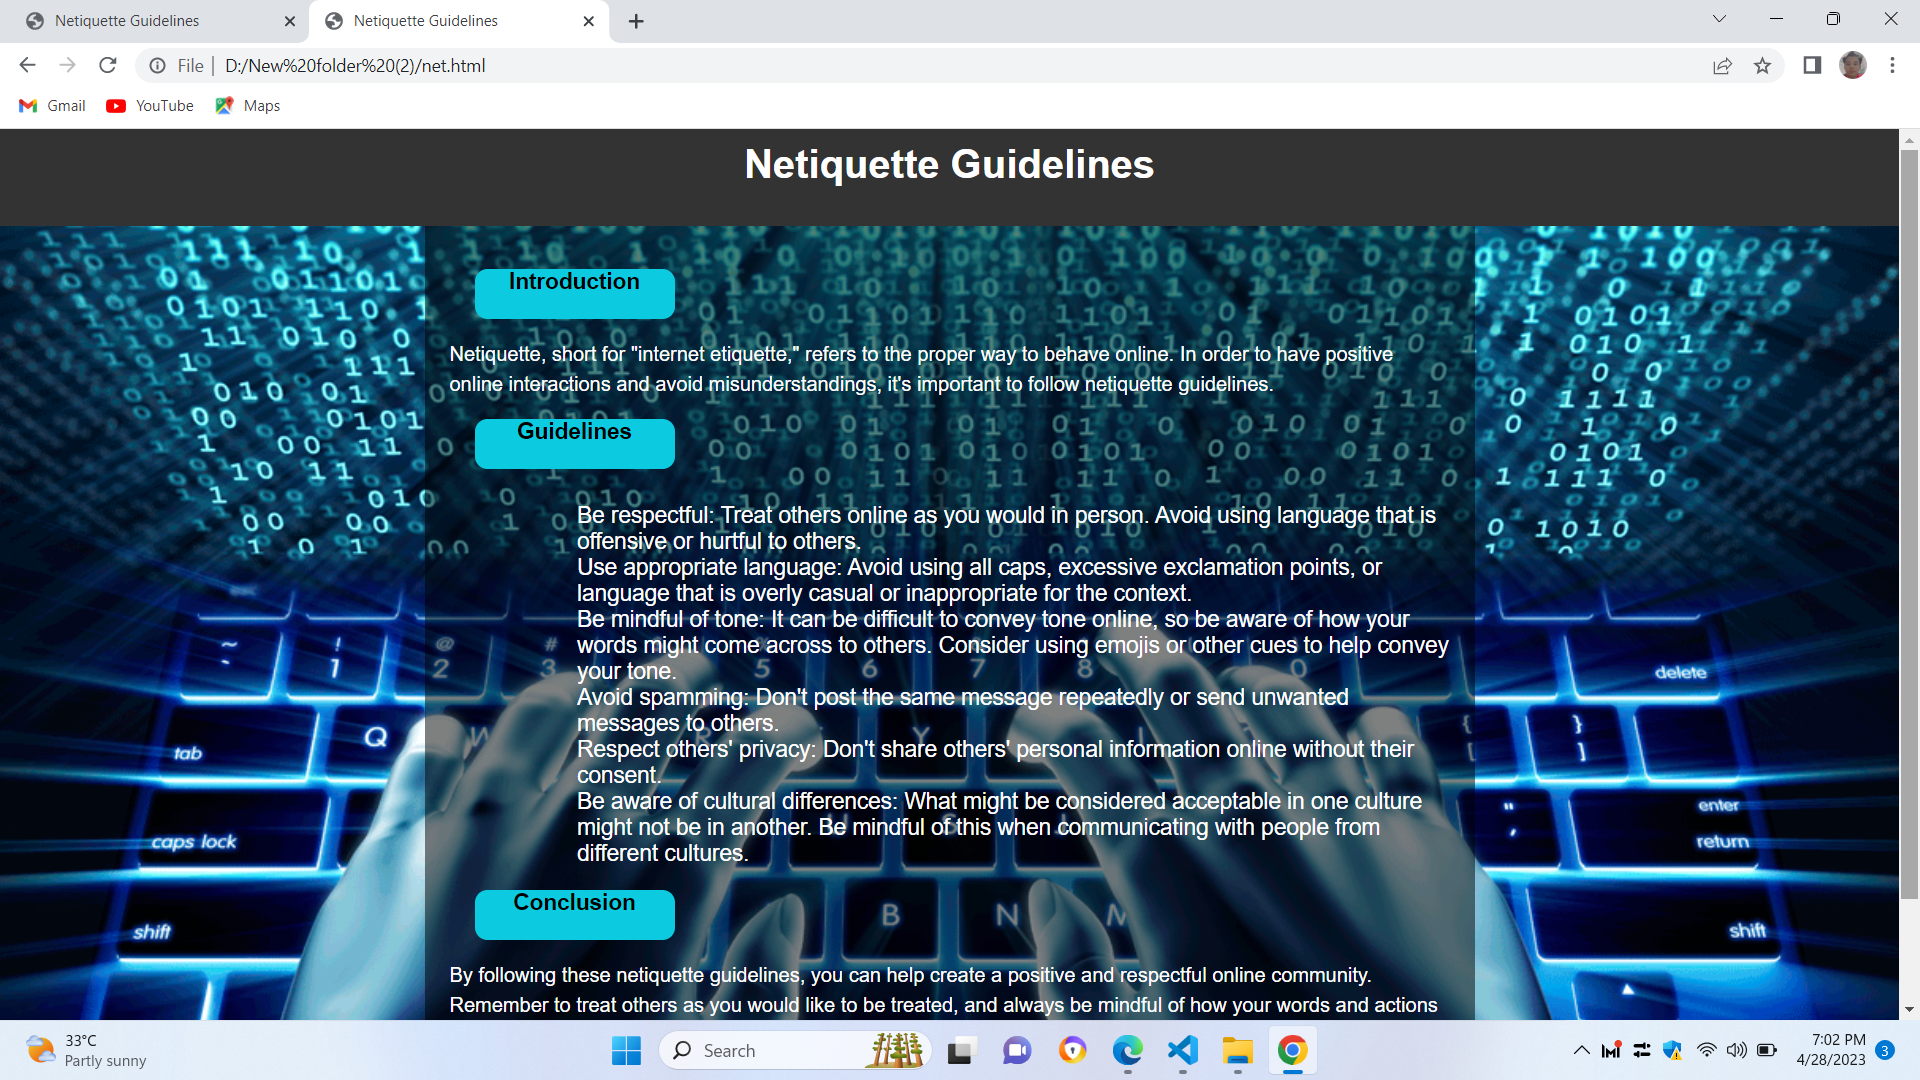 Netiquette Guidelines
Netiquette Guidelines
File
D:/New%20folder%20(2)/net.html
Gmail
YouTube
Maps
Netiquette Guidelines
Introduction
Netiquette, short for "internet etiquette," refers to the proper way to behave online. In order to have positive
online interactions and avoid misunderstandings, it's important to follow netiquette guidelines.
Guidelines
Be respectful: Treat others online as you would in person. Avoid using language that is
offensive or hurtful to others.
Use appropriate language: Avoid using all caps, excessive exclamation points, or
language that is overly casual or inappropriate for the context.
Be mindful of tone: It can be difficult to convey tone online, so be aware of how your
words might come across to others. Consider using emojis or other cues to help convey
your tone.
Avoid spamming: Don't post the same message repeatedly or send unwanted
messages to others.
Respect others' privacy: Don't share others' personal information online without their
consent.
Be aware of cultural differences: What might be considered acceptable in one culture
might not be in another. Be mindful of this when communicating with people from
different cultures.
Conclusion
By following these netiquette guidelines, you can help create a positive and respectful online community.
Remember to treat others as you would like to be treated, and always be mindful of how your words and actions
tab
Q
caps lock
shift
B
N
M
delete
enter
return
shift
33°C
Partly sunny
Search
7:02 PM
4/28/2023
3